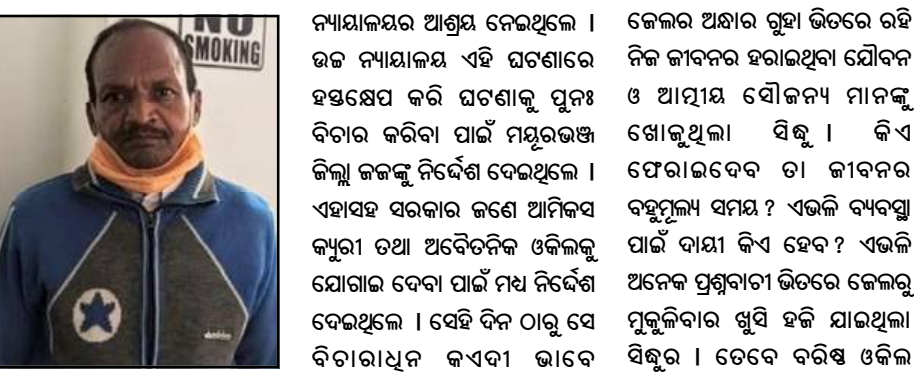 NO
SMOKING
ନ୍ୟାୟାଳୟର ଆଶ୍ରୟ ନେଇଥିଲେ ।
ଉଚ୍ଚ ନ୍ୟାୟାଳୟ ଏହି ଘଟଣାରେ
ହସ୍ତକ୍ଷେପ କରି ଘଟଣାକୁ ପୁନଃ
ବିଚାର କରିବା ପାଇଁ ମୟୂରଭଞ୍ଜ
ଜିଲ୍ଲା ଜଜଙ୍କୁ ନିର୍ଦ୍ଦେଶ ଦେଇଥିଲେ ।
ଏହାସହ ସରକାର ଜଣେ ଆମିକସ
କ୍ୟୁରୀ ତଥା ଅବୈତନିକ ଓକିଲକୁ
ଯୋଗାଇ ଦେବା ପାଇଁ ମଧ୍ୟ ନିର୍ଦ୍ଦେଶ
ଦେଇଥିଲେ । ସେହି ଦିନ ଠାରୁ ସେ
ବିଚାରାଧିନ କଏଦୀ ଭାବେ
ଜେଲର ଅନ୍ଧାର ଗୁହା ଭିତରେ ରହି
ନିଜ ଜୀବନର ହରାଇଥିବା ଯୌବନ
ଓ ଆତ୍ମୀୟ ସୌଜନ୍ୟ ମାନଙ୍କୁ
ଖୋଜୁଥିଲା ସିଦ୍ଧୁ । କିଏ
ଫେରାଇଦେବ ତା ଜୀବନର
ବହୁମୂଲ୍ୟ ସମୟ ? ଏଭଳି ବ୍ୟବସ୍ଥା
ପାଇଁ ଦାୟୀ କିଏ ହେବ ? ଏଭଳି
ଅନେକ ପ୍ରଶ୍ନବାଚୀ ଭିତରେ ଜେଲରୁ
ମୁକୁଳିବାର ଖୁସି ହଜି ଯାଇଥିଲା
ସିଦ୍ଧୁର । ତେବେ ବରିଷ୍ଠ ଓକିଲ